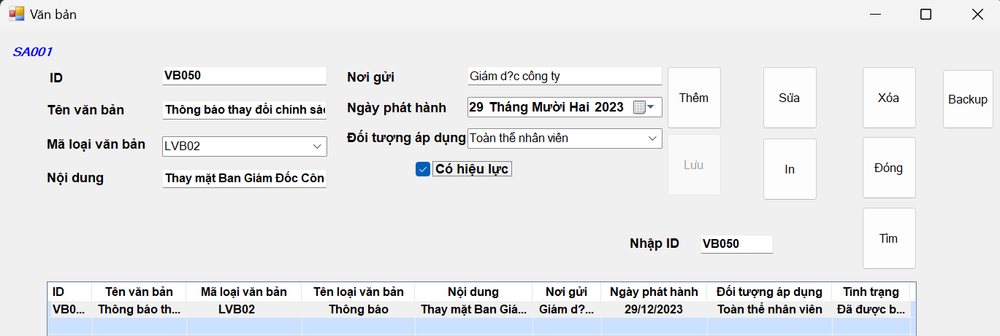 Văn bản
SA001
ID VB050 Nơi gửi Giám d?c công ty Thêm Sửa Xóa Backup
Tên văn bản Thông báo thay đổi chính sác Ngày phát hành 29 Tháng Mười Hai 2023
Mã loại văn bản LVB02 Đối tượng áp dụng Toàn thể nhân viên
Nội dung Thay mặt Ban Giám Đốc Công Có hiệu lực Lưu In Đóng
Nhập ID VB050 Tìm
ID Tên văn bản Mã loại văn bản Tên loại văn bản Nội dung Nơi gửi Ngày phát hành Đối tượng áp dụng Tình trạng
VB0... Thông báo th... LVB02 Thông báo Thay mặt Ban Giá... Giám d?... 29/12/2023 Toàn thể nhân viên Đã được b...